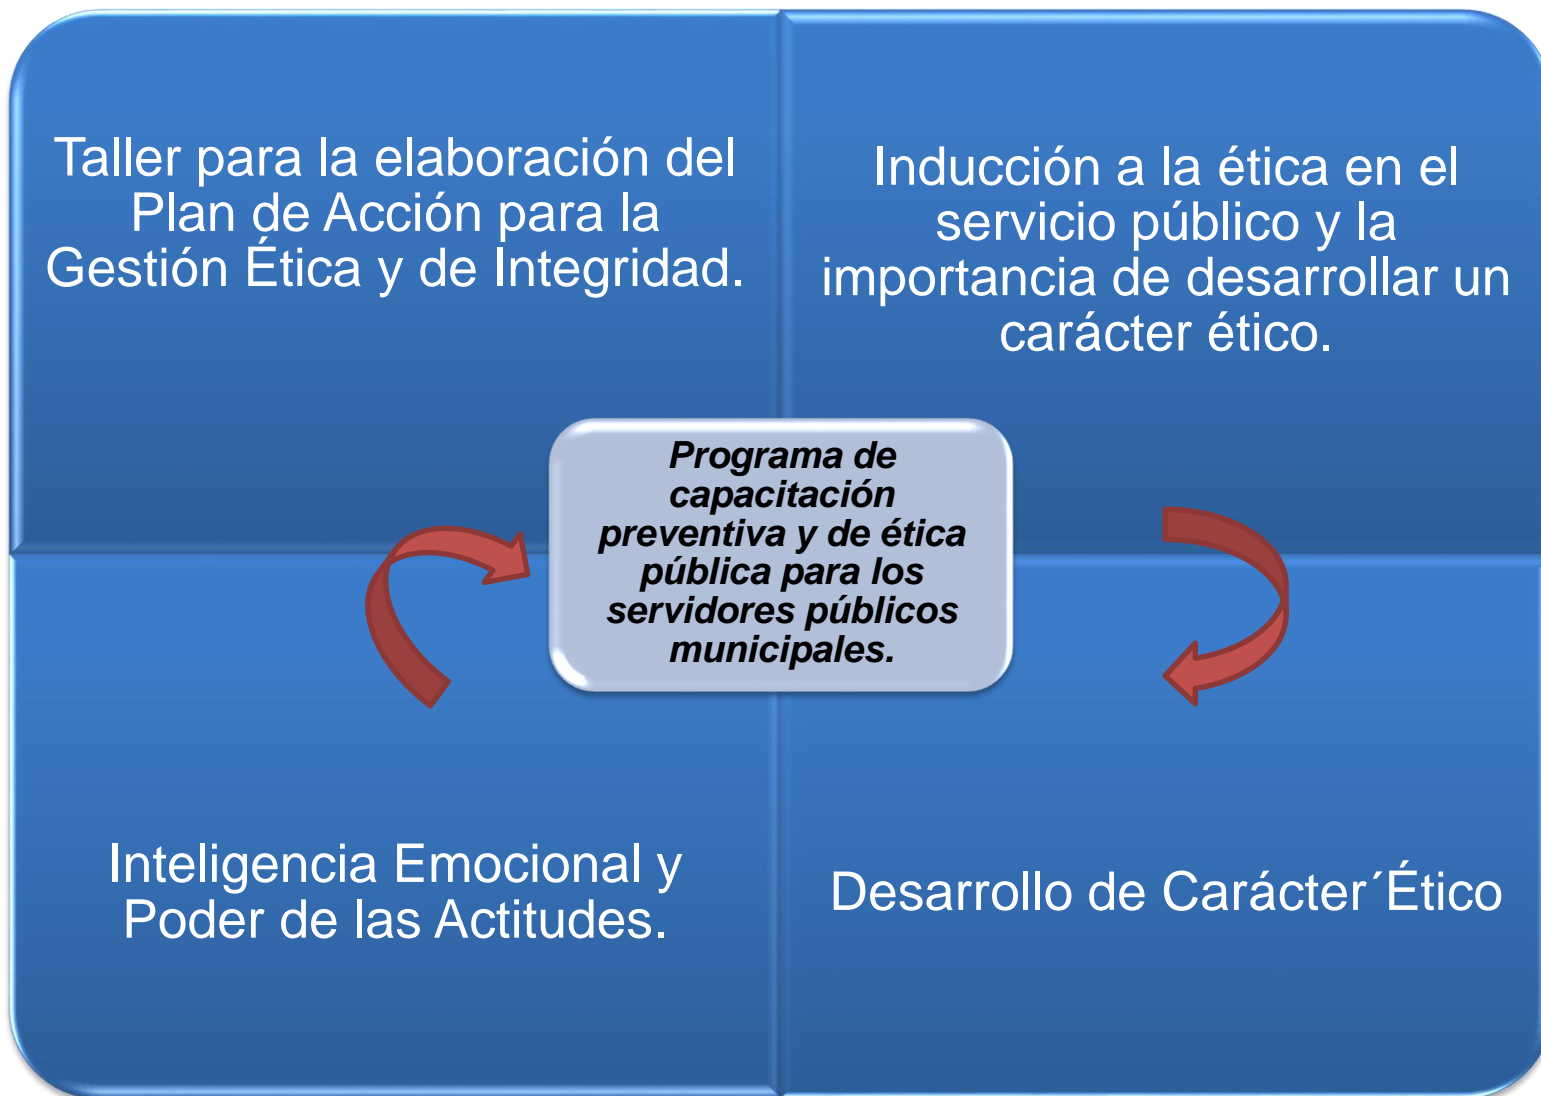 Taller para la elaboración del
Plan de Acción para la
Gestión Ética y de Integridad.
Inducción a la ética en el
servicio público y la
importancia de desarrollar un
carácter ético.
Programa de
capacitación
preventiva y de ética
pública para los
servidores públicos
municipales.
Inteligencia Emocional y
Poder de las Actitudes.
Desarrollo de Carácter´Ético